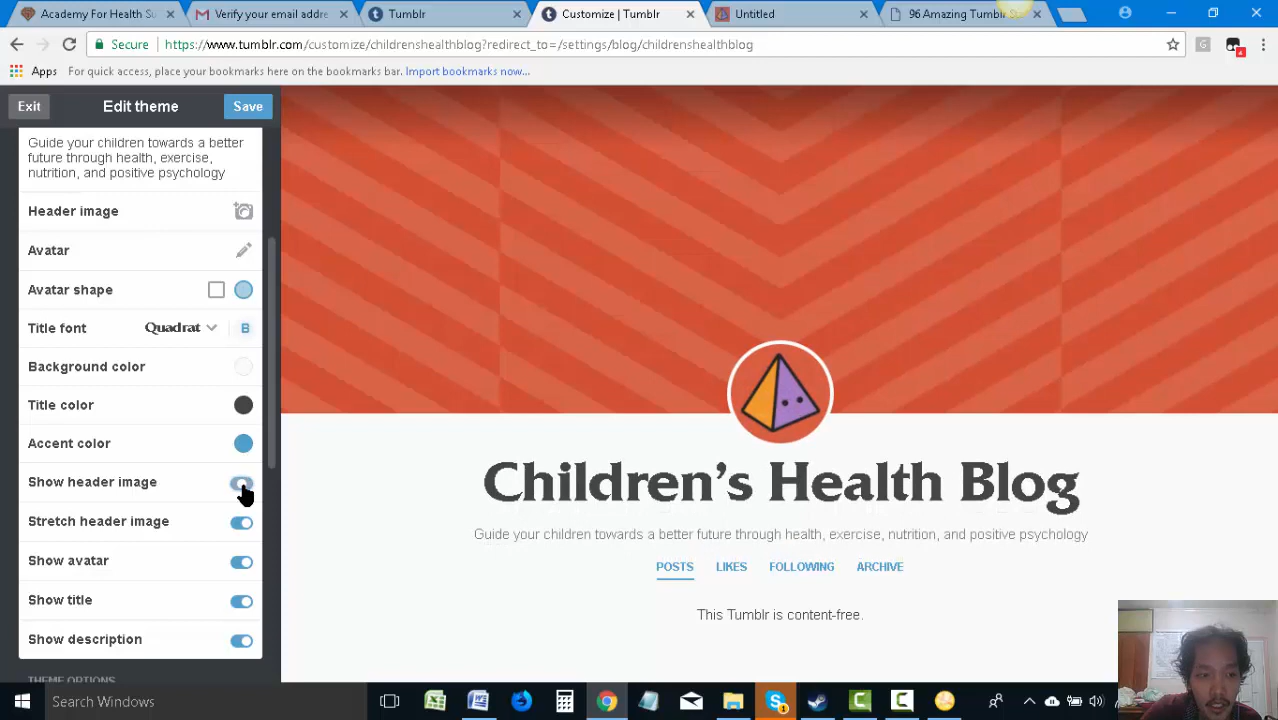 Academy For Health Su
Verify your email addre
Tumblr
Customize | Tumblr
Untitled
96 Amazing Tumblr Su
Secure
https://www.tumblr.com/customize/childrenshealthblog?redirect_to=/settings/blog/childrenshealthblog
Apps
For quick access, place your bookmarks here on the bookmarks bar. Import bookmarks now...
Exit
Edit theme
Save
Guide your children towards a better
future through health, exercise,
nutrition, and positive psychology
Header image
Avatar
Avatar shape
Title font
Quadrat
B
Background color
Title color
Accent color
Show header image
Stretch header image
Show avatar
Show title
Show description
THEME OPTIONS
Children's Health Blog
Guide your children towards a better future through health, exercise, nutrition, and positive psychology
POSTS
LIKES
FOLLOWING
ARCHIVE
This Tumblr is content-free.
Search Windows